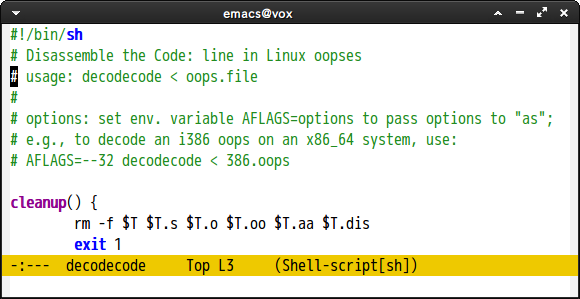 emacs@vox
#!/bin/sh
# Disassemble the Code: line in Linux oopses
# usage: decodecode < oops.file
#
# options: set env. variable AFLAGS=options to pass options to "as";
# e.g., to decode an i386 oops on an x86_64 system, use:
# AFLAGS=--32 decodecode < 386.oops

cleanup() {
        rm -f $T $T.s $T.o $T.oo $T.aa $T.dis
        exit 1
-:---  decodecode     Top L3     (Shell-script[sh])